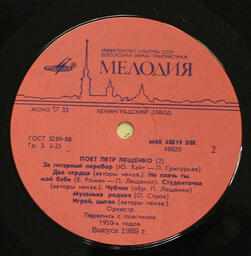 МИНИСТЕРСТВО КУЛЬТУРЫ СССР
ВСЕСОЮЗНАЯ ФИРМА ГРАМПЛАСТИНОК
МЕЛОДИЯ
МОНО ▽ 33
ЛЕНИНГРАДСКИЙ ЗАВОД
ГОСТ 5289-88
Гр. 3. 2-25
М60 48819 008
48820
2
ПОЕТ ПЕТР ЛЕЩЕНКО (2)
За гитарный перебор (Ю. Хайт — П. Григорьев)
Два сердца (авторы неизв.). Не плачь ты,
моя бэби (Е. Роман — П. Лещенко). Студенточка
(авторы неизв.). Чубчик (обр. П. Лещенко)
Мусенька родная (О. Строк)
Играй, цыган (авторы неизв.)
Оркестр
Перепись с пластинок
1930-х годов
Выпуск 1989 г.